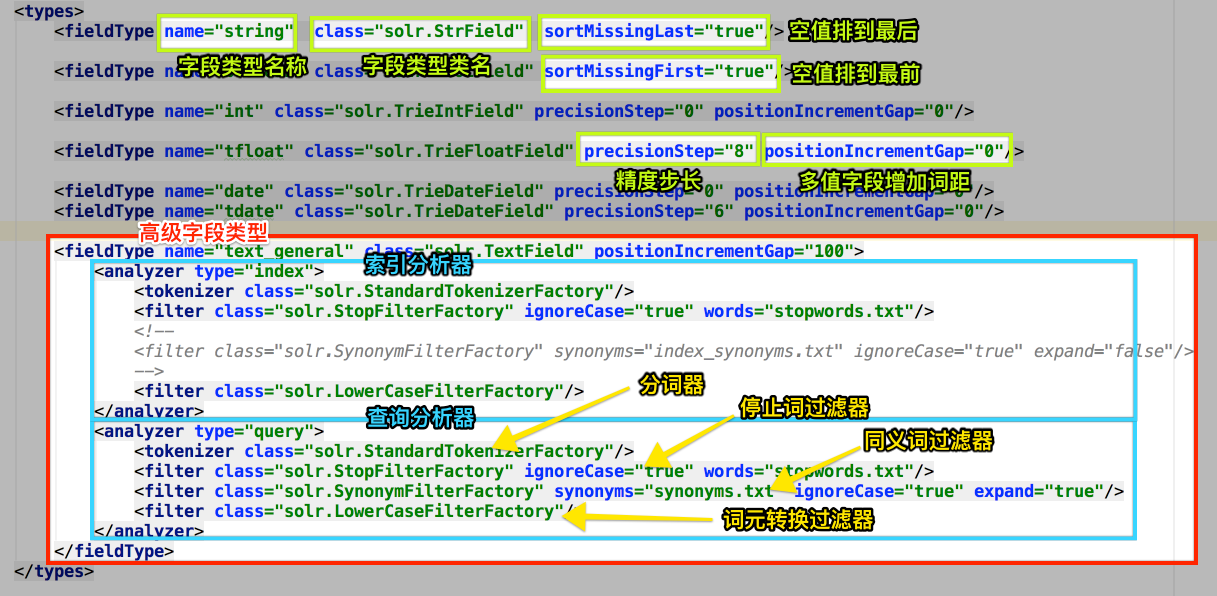 <types>
<fieldType name="string" class="solr.StrField" sortMissingLast="true"/> 空值排到最后
字段类型名称 字段类型类名
<fieldType class ield" sortMissingFirst="true"/> 空值排到最前
<fieldType name="int" class="solr.TrieIntField" precisionStep="0" positionIncrementGap="0"/>
<fieldType name="tfloat" class="solr.TrieFloatField" precisionStep="8" positionIncrementGap="0"/>
精度步长 多值字段增加词距
<fieldType name="date" class="solr.TrieDateField" precisionStep="0" positionIncrementGap="0"/>
<fieldType name="tdate" class="solr.TrieDateField" precisionStep="6" positionIncrementGap="0"/>
高级字段类型
<fieldType name="text_general" class="solr.TextField" positionIncrementGap="100">
<analyzer type="index"> 索引分析器
<tokenizer class="solr.StandardTokenizerFactory"/>
<filter class="solr.StopFilterFactory" ignoreCase="true" words="stopwords.txt"/>
<!--
<filter class="solr.SynonymFilterFactory" synonyms="index_synonyms.txt" ignoreCase="true" expand="false"/>
-->
<filter class="solr.LowerCaseFilterFactory"/>
分词器
</analyzer>
停止词过滤器
查询分析器
<analyzer type="query">
同义词过滤器
<tokenizer class="solr.StandardTokenizerFactory"/>
<filter class="solr.StopFilterFactory" ignoreCase="true" words="stopwords.txt"/>
<filter class="solr.SynonymFilterFactory" synonyms="synonyms.txt" ignoreCase="true" expand="true"/>
<filter class="solr.LowerCaseFilterFactory"/>
词元转换过滤器
</analyzer>
</fieldType>
</types>